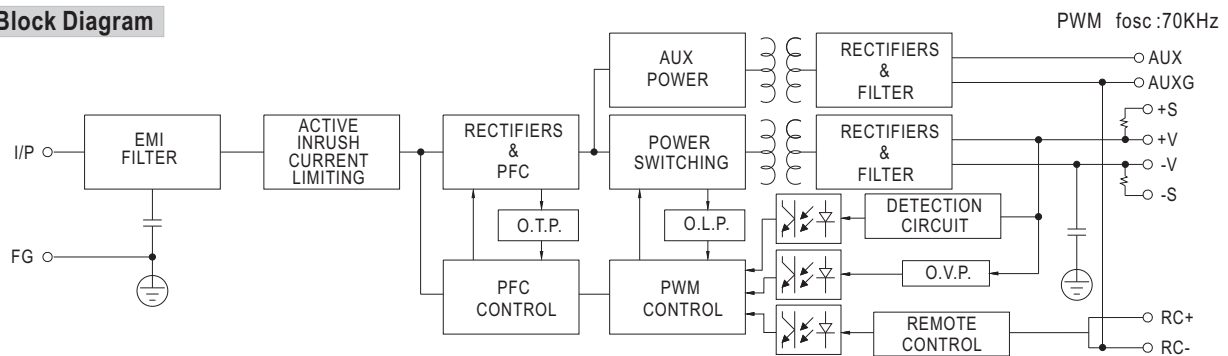 Block Diagram
PWM fosc :70KHz
AUX
POWER
RECTIFIERS
&
FILTER
AUX
AUXG
I/P
EMI
FILTER
ACTIVE
INRUSH
CURRENT
LIMITING
RECTIFIERS
&
PFC
POWER
SWITCHING
RECTIFIERS
&
FILTER
+S
+V
-V
-S
O.T.P.
O.L.P.
DETECTION
CIRCUIT
FG
PFC
CONTROL
PWM
CONTROL
O.V.P.
REMOTE
CONTROL
RC+
RC-